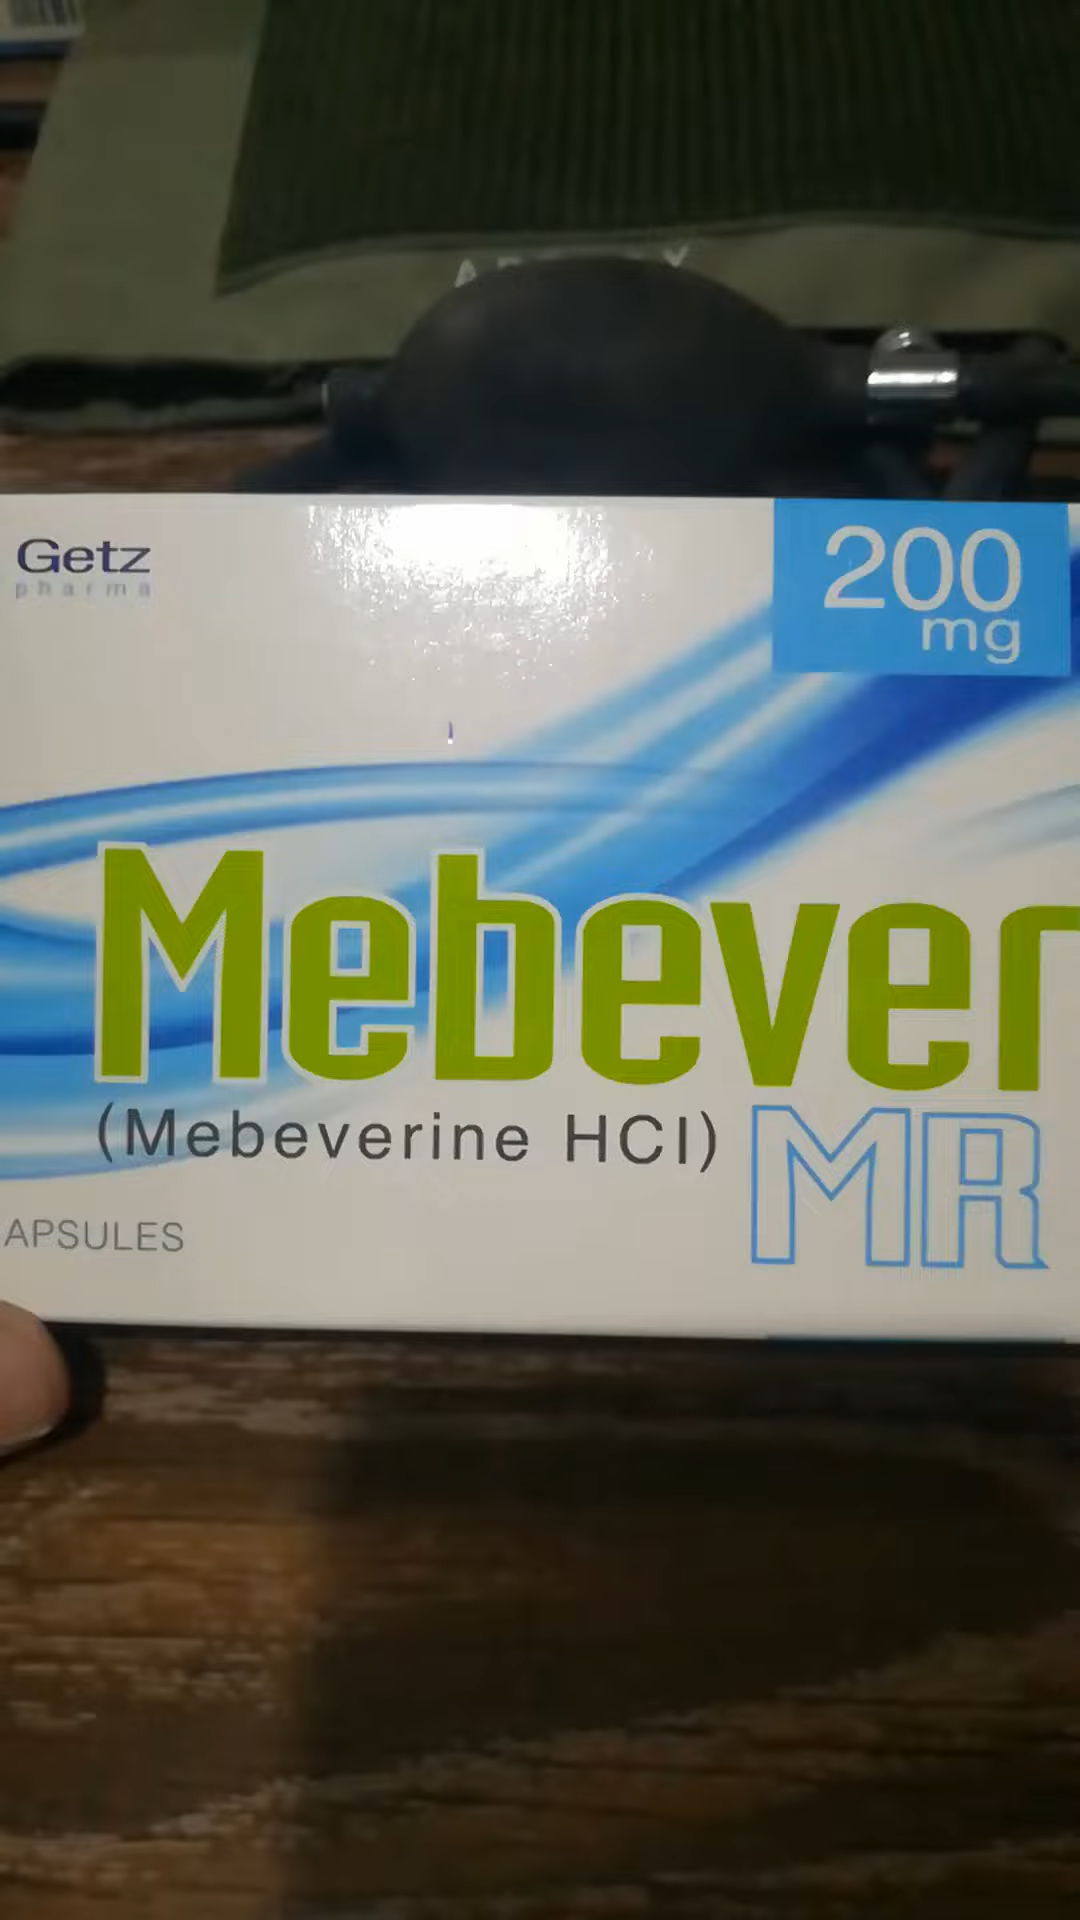 Getz
pharma
200
mg
Mebever
(Mebeverine HCl)
MR
APSULES